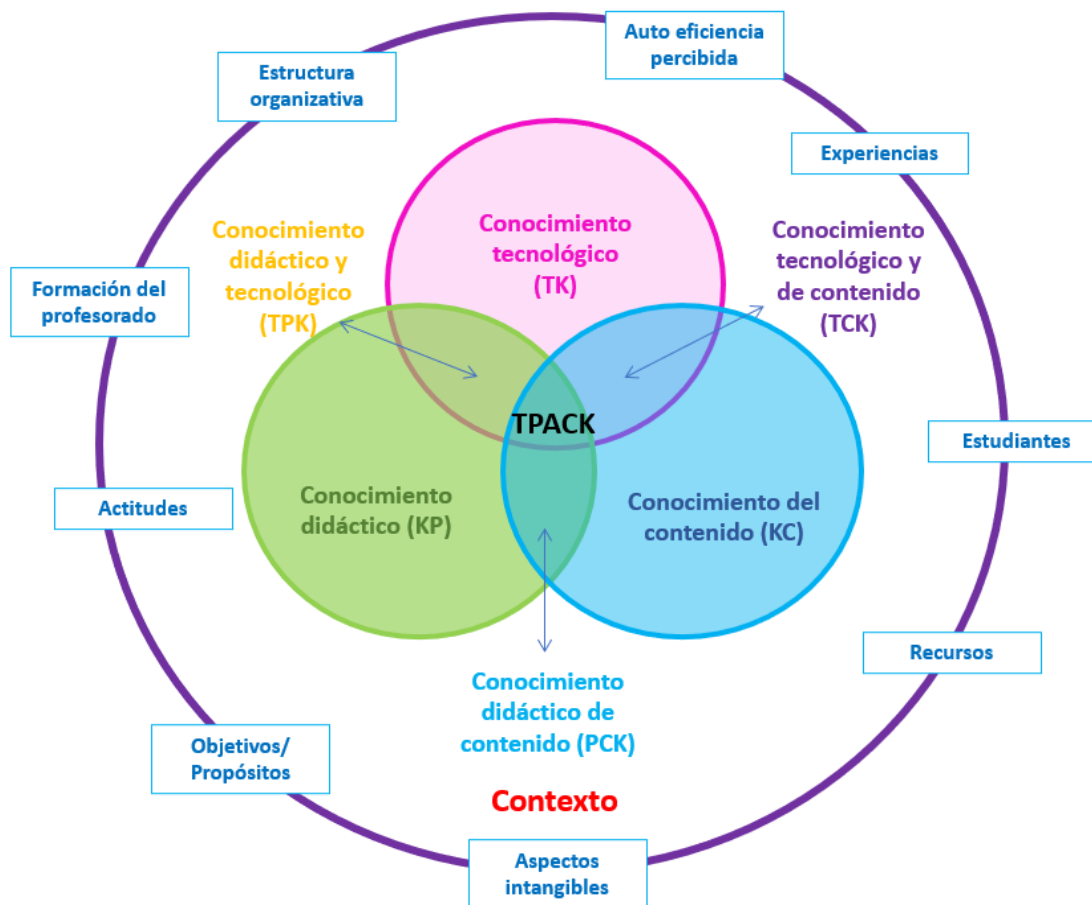 Auto eficiencia
percibida
Estructura
organizativa
Experiencias
Conocimiento
tecnológico
(TK)
Conocimiento
didáctico y
tecnológico
(TPK)
Conocimiento
tecnológico y
de contenido
(TCK)
Formación del
profesorado
TPACK
Estudiantes
Actitudes
Conocimiento
didáctico (KP)
Conocimiento del
contenido (KC)
Recursos
Conocimiento
didáctico de
contenido (PCK)
Objetivos/
Propósitos
Contexto
Aspectos
intangibles